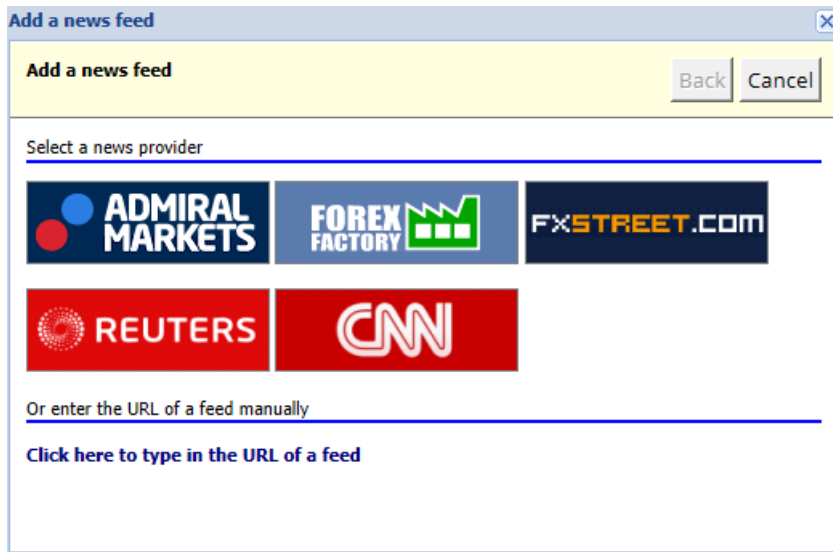 Add a news feed
Add a news feed
Back Cancel
Select a news provider
ADMIRAL
MARKETS
FOREX
FACTORY
FXSTREET.COM
REUTERS
CNN
Or enter the URL of a feed manually
Click here to type in the URL of a feed